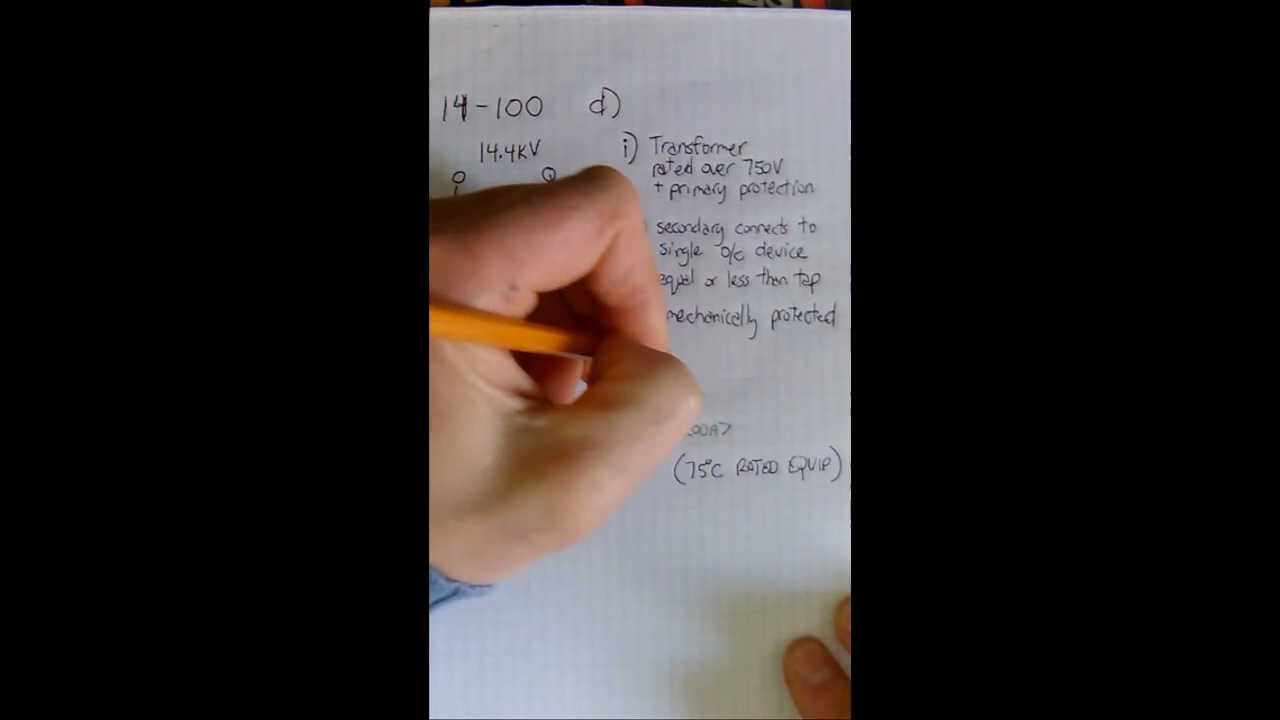 14-100 d)
14.4KV
i) Transformer
rated over 750V
+ primary protection
secondary connects to
single o/c device
equal or less than tap
mechanically protected
00A>
(75°C RATED EQUIP)